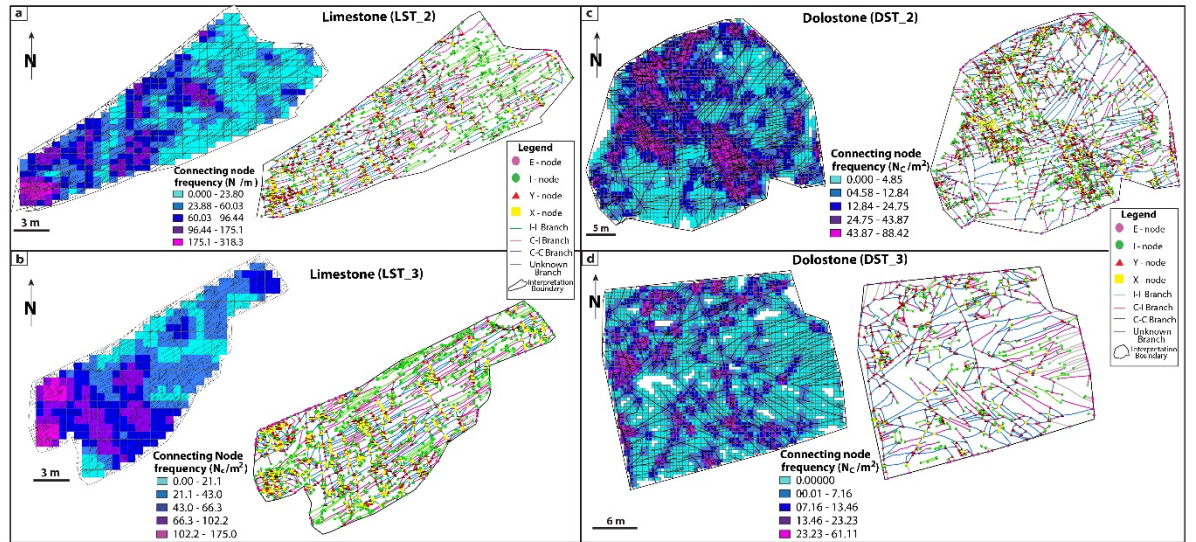 a
Limestone (LST_2)
N
Connecting node
frequency (N /m)
0.000 - 23.80
23.88 - 60.03
60.03 96.44
96.44 - 175.1
175.1 - 318.3
3 m
Legend
E - node
I - node
Y - node
X - node
I-I Branch
C-I Branch
C-C Branch
Unknown
Branch
Interpretation
Boundary
b
Limestone (LST_3)
N
3 m
Connecting Node
frequency (Nc/m²)
0.00 - 21.1
21.1 - 43.0
43.0 - 66.3
66.3 - 102.2
102.2 - 175.0
c
Dolostone (DST_2)
N
5 m
Connecting node
frequency (NC/m²)
0.000 - 4.85
04.58 - 12.84
12.84 - 24.75
24.75 - 43.87
43.87 - 88.42
Legend
E - node
I - node
Y - node
X - node
I-I Branch
C-I Branch
C-C Branch
Unknown
Branch
Interpretation
Boundary
d
Dolostone (DST_3)
N
6 m
Connecting node
frequency (NC/m²)
0.00000
00.01 - 7.16
07.16 - 13.46
13.46 - 23.23
23.23 - 61.11